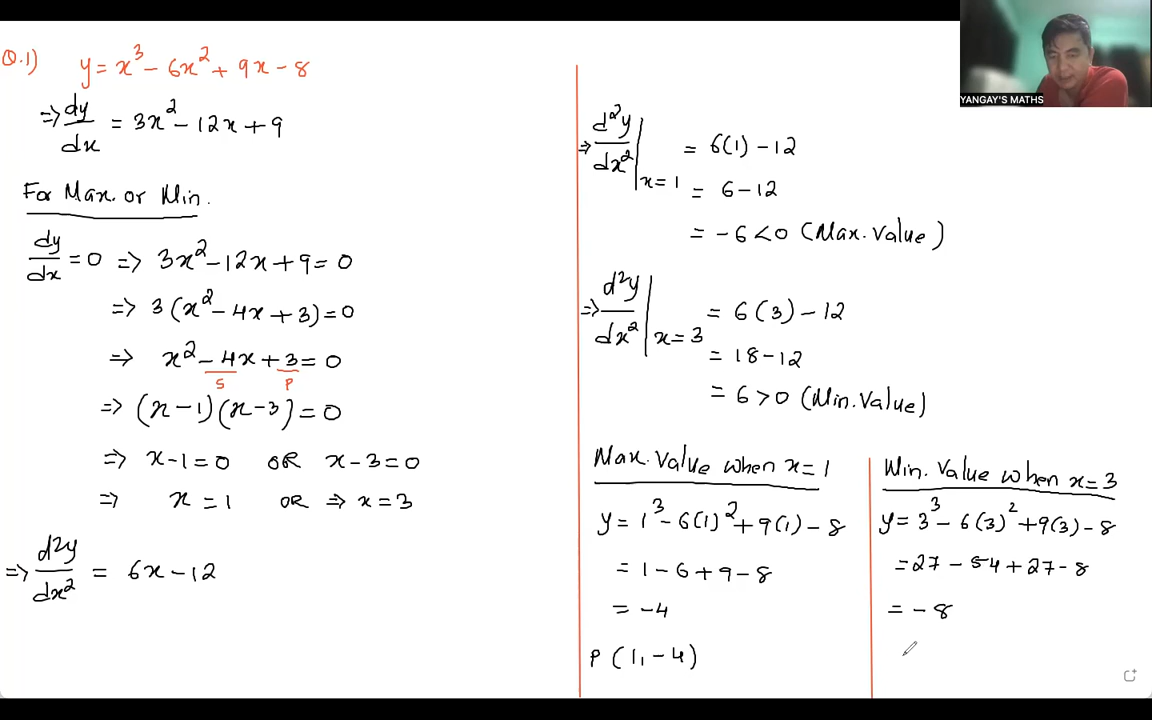 Q.1) y = x³ - 6x² + 9x - 8
=> dy/dx = 3x² - 12x + 9
For Max. or Min.
dy/dx = 0 => 3x² - 12x + 9 = 0
=> 3(x² - 4x + 3) = 0
=> x² - 4x + 3 = 0
S P
=> (x - 1)(x - 3) = 0
=> x - 1 = 0 OR x - 3 = 0
=> x = 1 OR => x = 3
=> d²y/dx² = 6x - 12
=> d²y/dx² | x = 1 = 6(1) - 12
= 6 - 12
= - 6 < 0 (Max. Value)
=> d²y/dx² | x = 3 = 6(3) - 12
= 18 - 12
= 6 > 0 (Min. Value)
Max. Value when x = 1
y = 1³ - 6(1)² + 9(1) - 8
= 1 - 6 + 9 - 8
= - 4
P (1, - 4)
Min. Value when x = 3
y = 3³ - 6(3)² + 9(3) - 8
= 27 - 54 + 27 - 8
= - 8
YANGAY'S MATHS